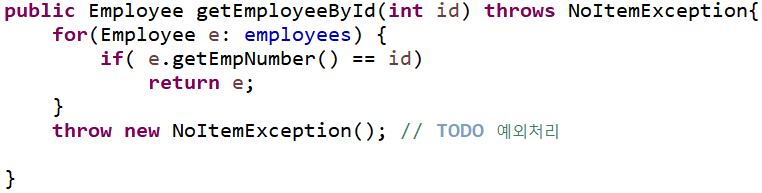 public Employee getEmployeeById(int id) throws NoItemException{
for(Employee e: employees) {
if( e.getEmpNumber() == id)
return e;
}
throw new NoItemException(); // TODO 예외처리
}